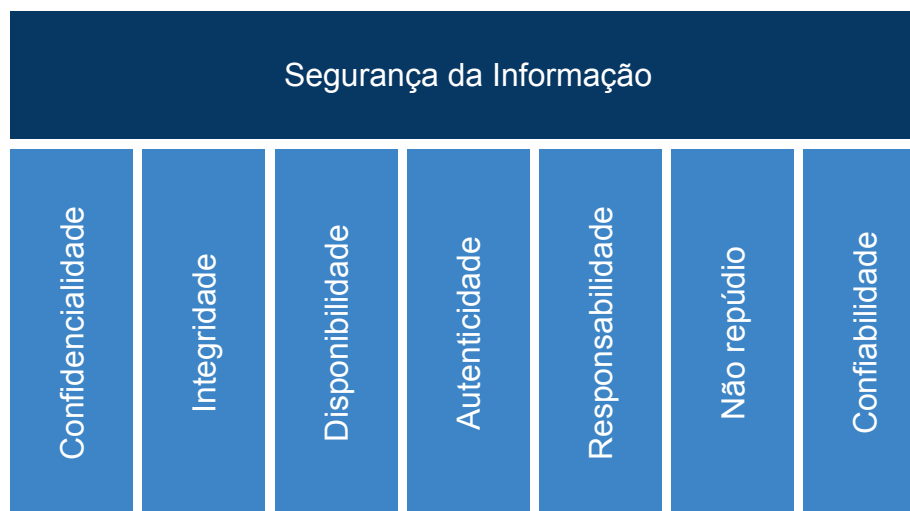 Segurança da Informação
Confidencialidade
Integridade
Disponibilidade
Autenticidade
Responsabilidade
Não repúdio
Confiabilidade